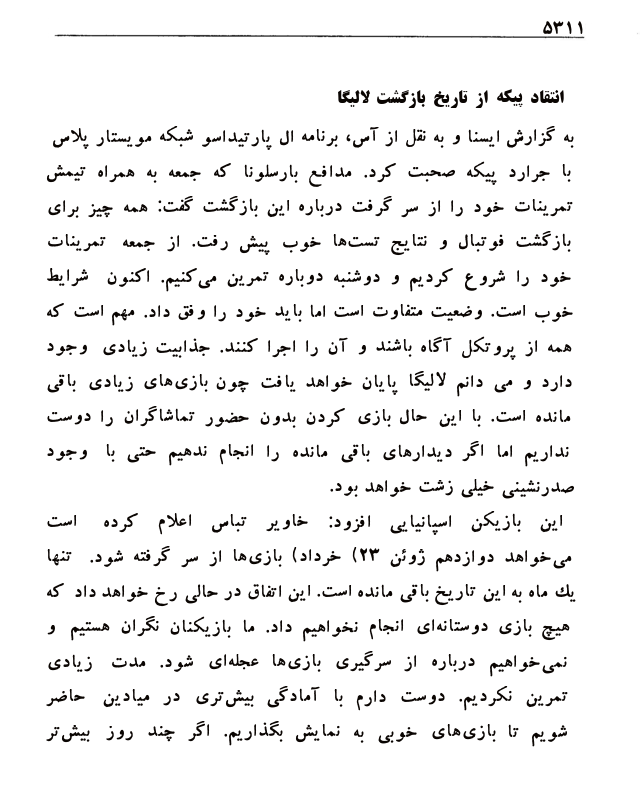 ۵۳۱۱
انتقاد پیکه از تاریخ بازگشت لالیگا
به گزارش ایسنا و به نقل از آس، برنامه ال پارتیداسو شبکه مویستار پلاس
با جرارد پیکه صحبت کرد. مدافع بارسلونا که جمعه به همراه تیمش
تمرینات خود را از سر گرفت درباره این بازگشت گفت: همه چیز برای
بازگشت فوتبال و نتایج تست‌ها خوب پیش رفت. از جمعه تمرینات
خود را شروع کردیم و دوشنبه دوباره تمرین می‌کنیم. اکنون شرایط
خوب است. وضعیت متفاوت است اما باید خود را وفق داد. مهم است که
همه از پروتکل آگاه باشند و آن را اجرا کنند. جذابیت زیادی وجود
دارد و می دانم لالیگا پایان خواهد یافت چون بازی‌های زیادی باقی
مانده است. با این حال بازی کردن بدون حضور تماشاگران را دوست
نداریم اما اگر دیدارهای باقی مانده را انجام ندهیم حتی با وجود
صدرنشینی خیلی زشت خواهد بود.
این بازیکن اسپانیایی افزود: خاویر تباس اعلام کرده است
می‌خواهد دوازدهم ژوئن ۲۳) خرداد) بازی‌ها از سر گرفته شود. تنها
یك ماه به این تاریخ باقی مانده است. این اتفاق در حالی رخ خواهد داد که
هیچ بازی دوستانه‌ای انجام نخواهیم داد. ما بازیکنان نگران هستیم و
نمی‌خواهیم درباره از سرگیری بازی‌ها عجله‌ای شود. مدت زیادی
تمرین نکردیم. دوست دارم با آمادگی بیش‌تری در میادین حاضر
شویم تا بازی‌های خوبی به نمایش بگذاریم. اگر چند روز بیش‌تر